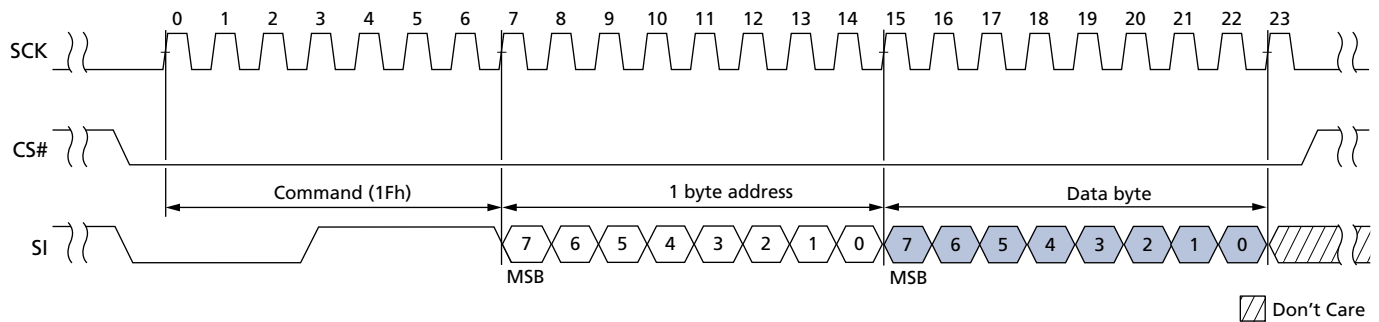 0 1 2 3 4 5 6 7 8 9 10 11 12 13 14 15 16 17 18 19 20 21 22 23
SCK
CS#
Command (1Fh) 1 byte address Data byte
SI 7 6 5 4 3 2 1 0 7 6 5 4 3 2 1 0
MSB MSB
Don't Care